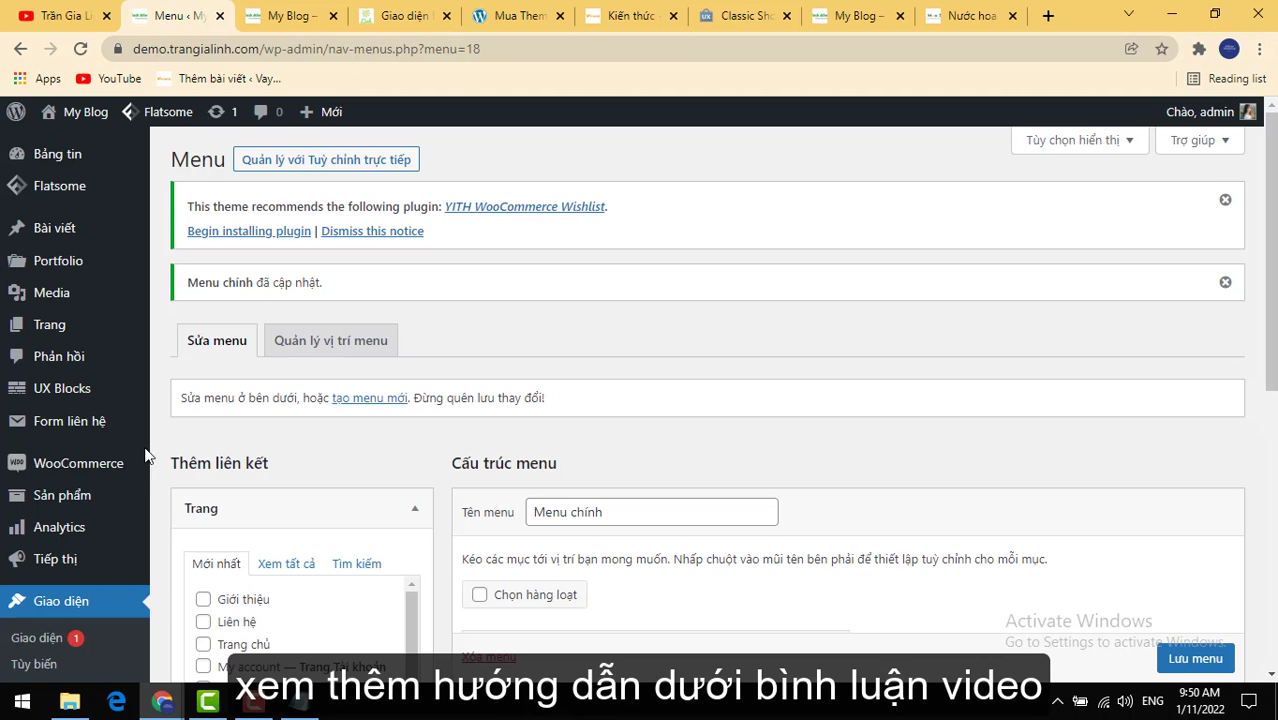 Trần Gia Li
Menu ‹ My
My Blog –
Giao diện
Mua Them
Kiến thức -
Classic Sho
My Blog –
Nước hoa
demo.trangialinh.com/wp-admin/nav-menus.php?menu=18
Apps
YouTube
Thêm bài viết ‹ Vay...
Reading list
My Blog
Flatsome
1
0
Mới
Chào, admin
Bảng tin
Flatsome
Bài viết
Portfolio
Media
Trang
Phản hồi
UX Blocks
Form liên hệ
WooCommerce
Sản phẩm
Analytics
Tiếp thị
Giao diện
Giao diện 1
Tùy biến
Tùy chọn hiển thị
Trợ giúp
Menu
Quản lý với Tuỳ chỉnh trực tiếp
This theme recommends the following plugin: YITH WooCommerce Wishlist.
Begin installing plugin | Dismiss this notice
Menu chính đã cập nhật.
Sửa menu
Quản lý vị trí menu
Sửa menu ở bên dưới, hoặc tạo menu mới. Đừng quên lưu thay đổi!
Thêm liên kết
Trang
Mới nhất
Xem tất cả
Tìm kiếm
Giới thiệu
Liên hệ
Trang chủ
My account — Trang Tài khoản
Cấu trúc menu
Tên menu
Menu chính
Kéo các mục tới vị trí bạn mong muốn. Nhấp chuột vào mũi tên bên phải để thiết lập tuỳ chỉnh cho mỗi mục.
Chọn hàng loạt
Xóa menu
Lưu menu
Activate Windows
Go to Settings to activate Windows.
xem thêm hướng dẫn dưới bình luận video
ENG
9:50 AM
1/11/2022